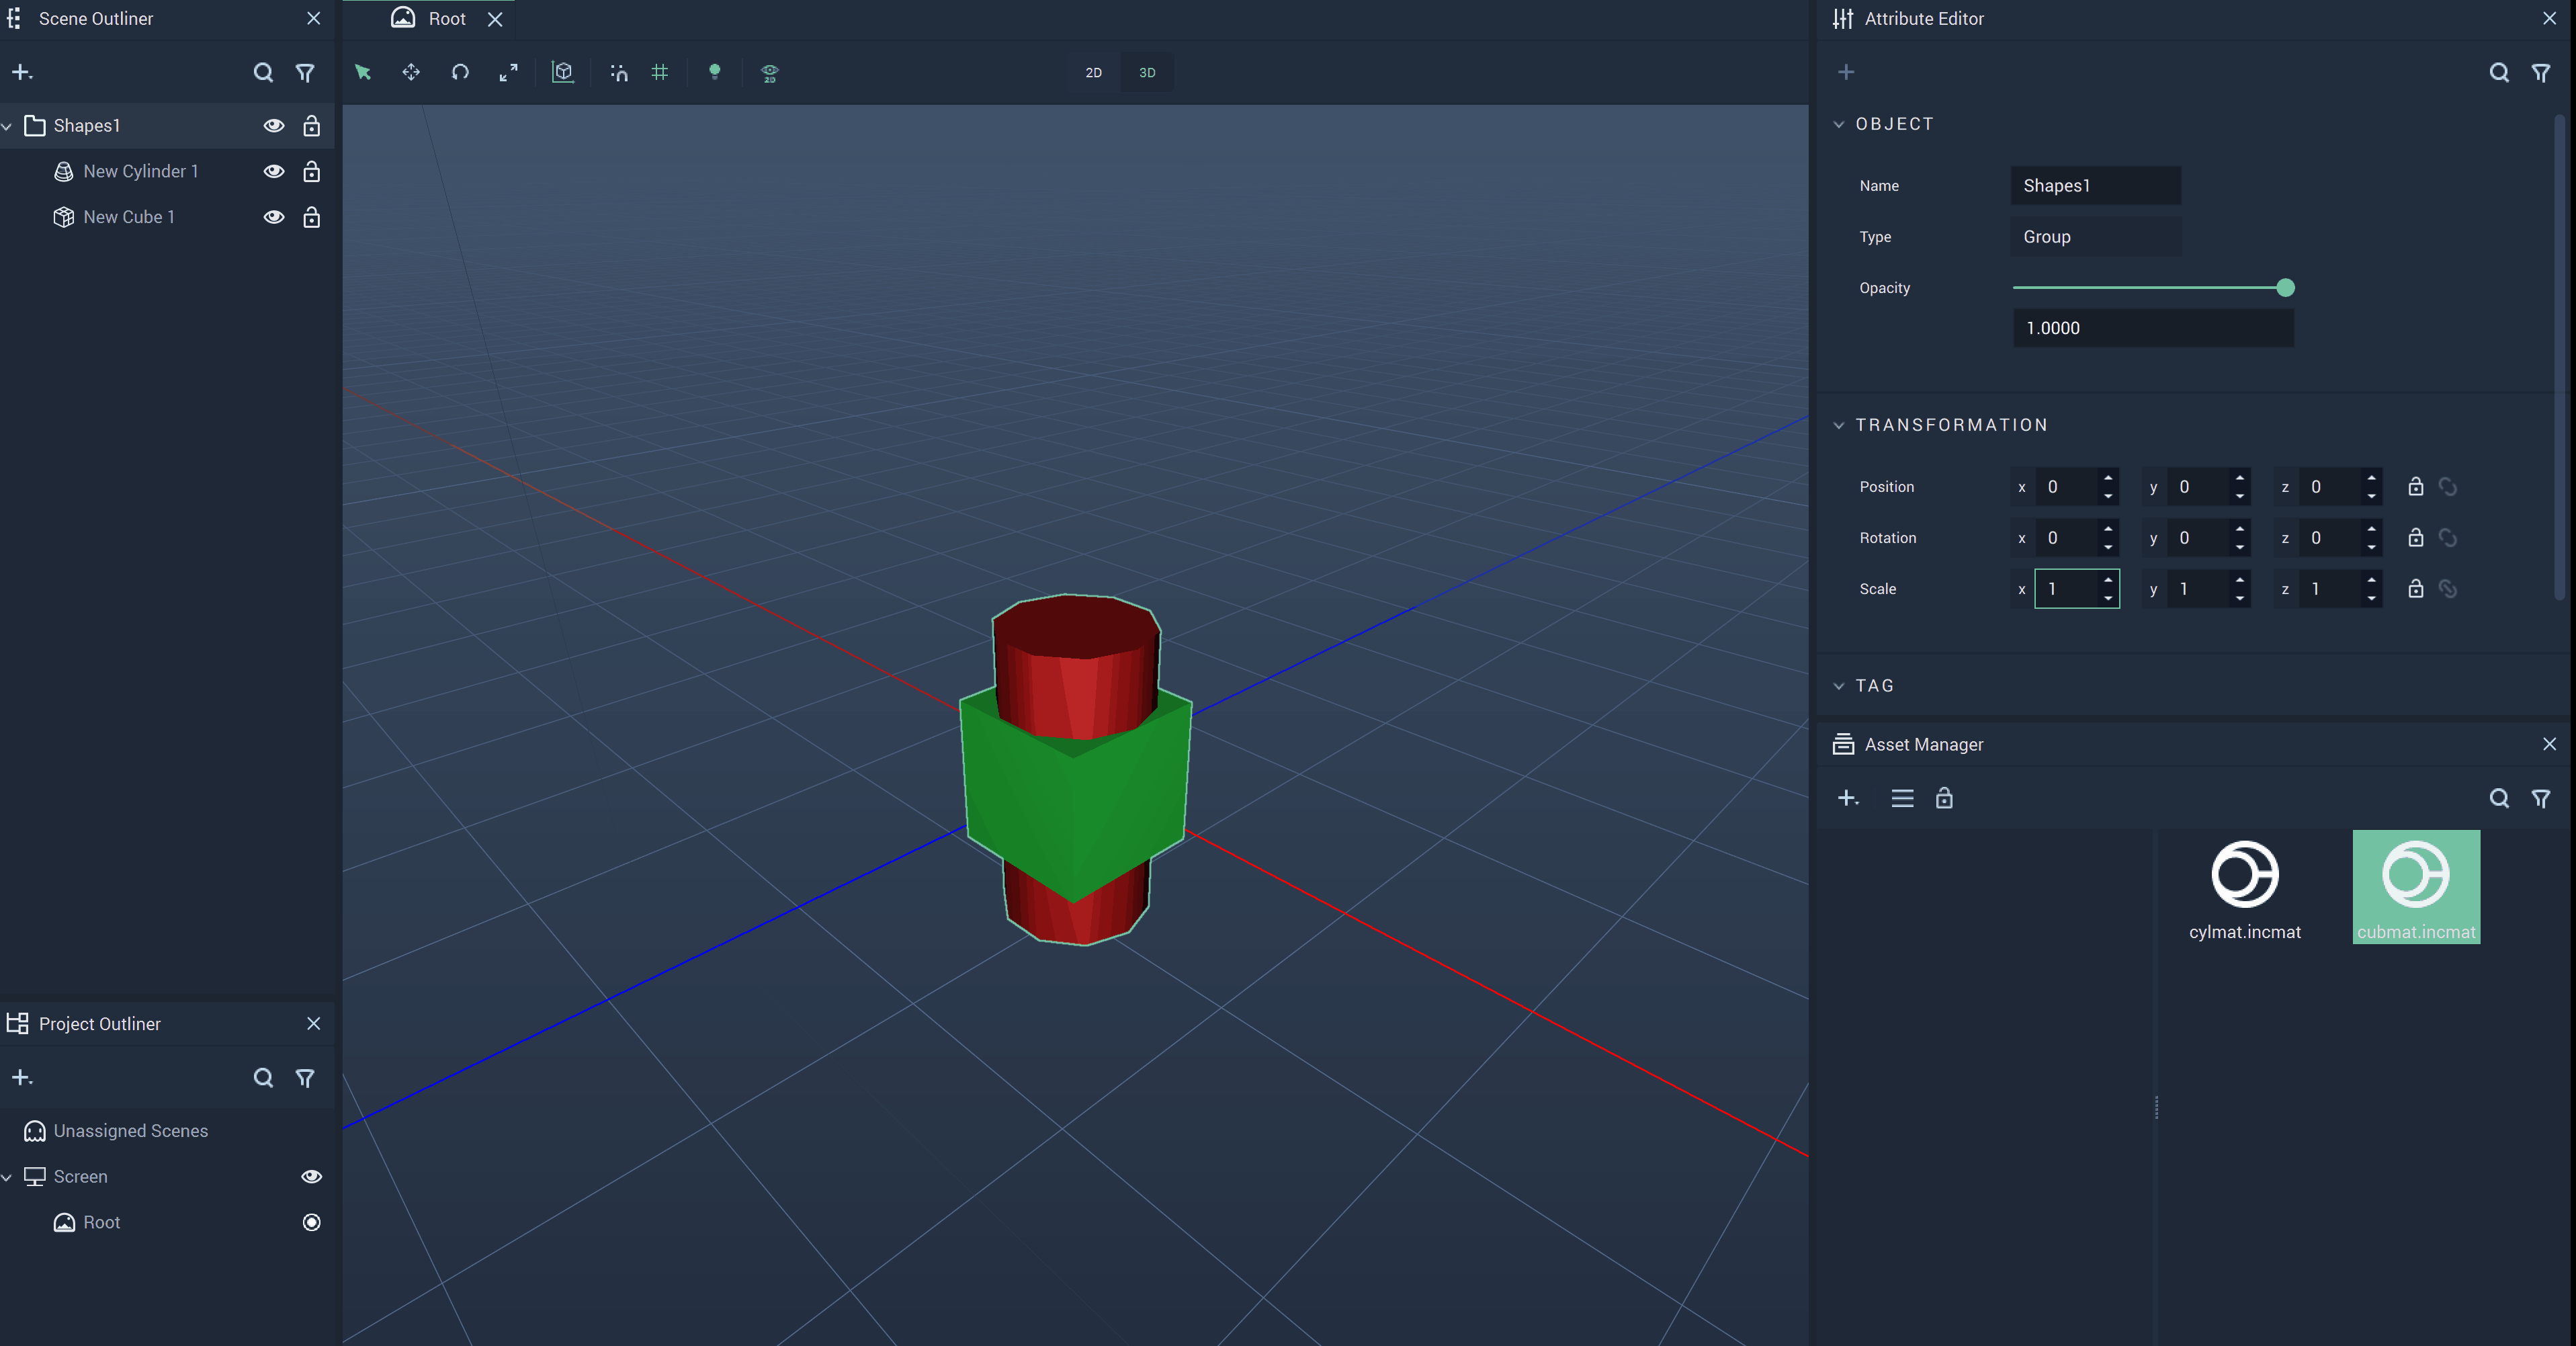 Scene Outliner
Shapes1
New Cylinder 1
New Cube 1
Project Outliner
Unassigned Scenes
Screen
Root
Root
2D
2D 3D
Attribute Editor
OBJECT
Name Shapes1
Type Group
Opacity
1.0000
TRANSFORMATION
Position x 0 y 0 z 0
Rotation x 0 y 0 z 0
Scale x 1 y 1 z 1
TAG
Asset Manager
cylmat.incmat cubmat.incmat